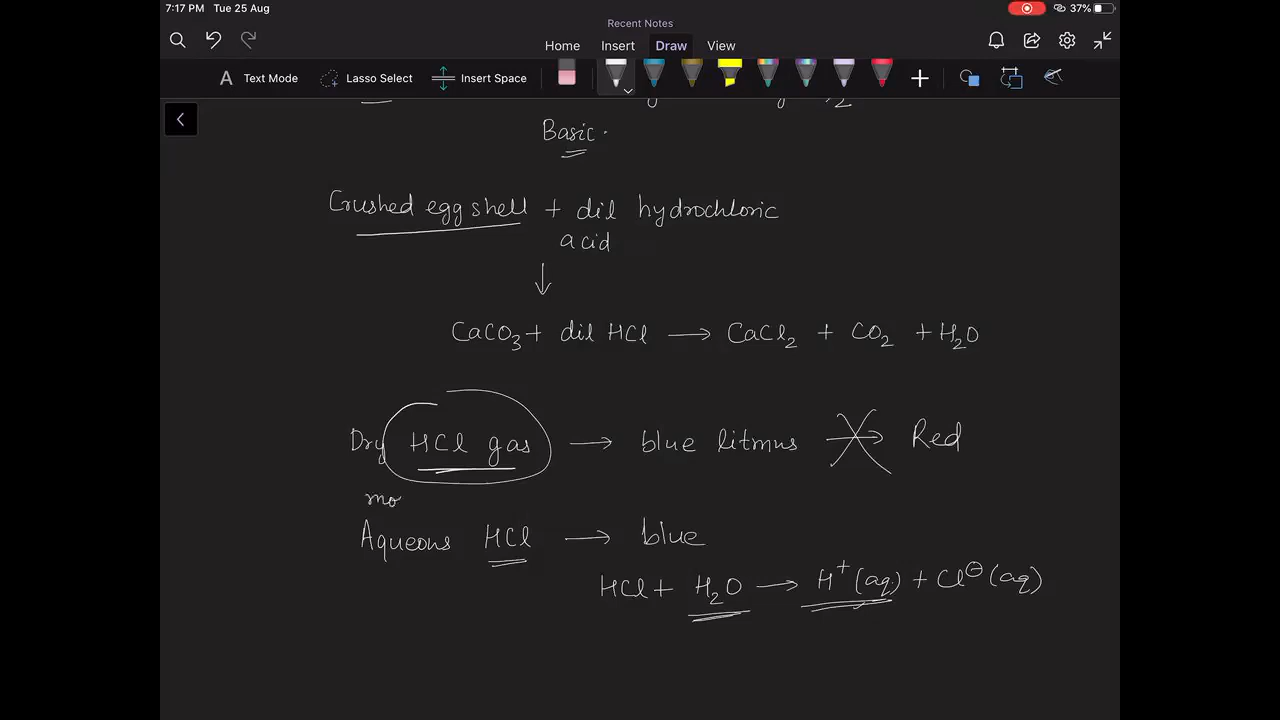 7:17 PM Tue 25 Aug
37%
Recent Notes
Home Insert Draw View
Text Mode Lasso Select Insert Space
Basic.
Crushed egg shell + dil hydrochloric
acid
↓
CaCO₃ + dil HCl → CaCl₂ + CO₂ + H₂O
Dry HCl gas → blue litmus → Red
mo
Aqueous HCl → blue
HCl + H₂O → H⁺(aq) + Cl⊖(aq)